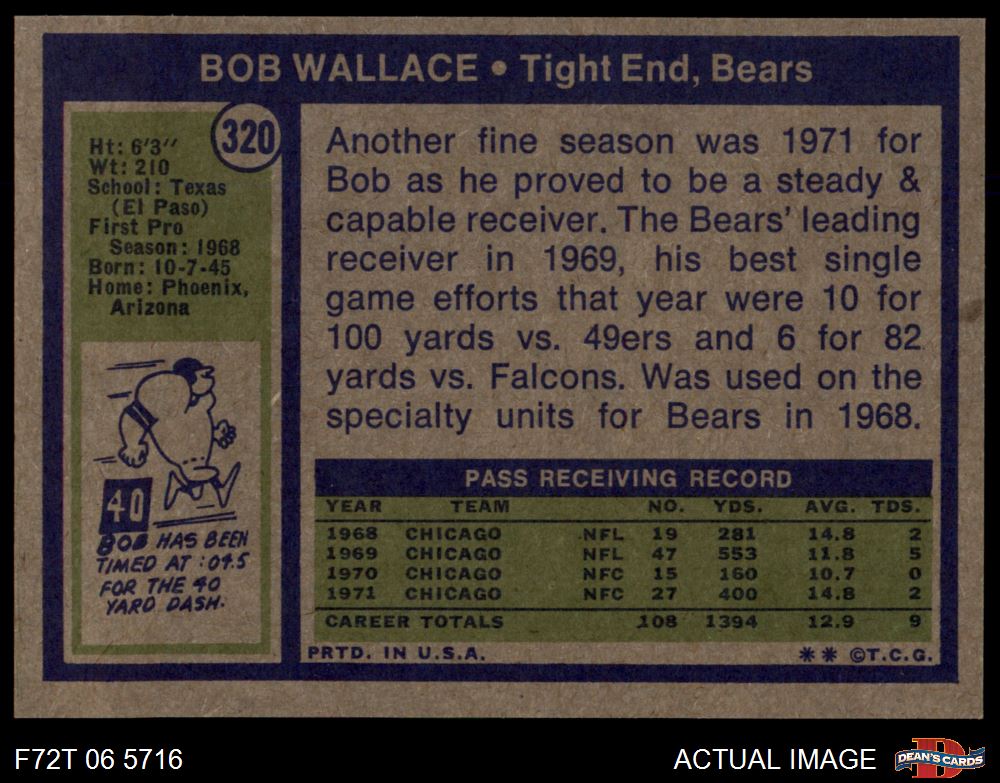 BOB WALLACE • Tight End, Bears
320
Ht: 6'3"
Wt: 210
School: Texas
(El Paso)
First Pro
Season: 1968
Born: 10-7-45
Home: Phoenix,
Arizona
40
BOB HAS BEEN
TIMED AT :04.5
FOR THE 40
YARD DASH.
Another fine season was 1971 for
Bob as he proved to be a steady &
capable receiver. The Bears' leading
receiver in 1969, his best single
game efforts that year were 10 for
100 yards vs. 49ers and 6 for 82
yards vs. Falcons. Was used on the
specialty units for Bears in 1968.
PASS RECEIVING RECORD
YEAR TEAM NO. YDS. AVG. TDS.
1968 CHICAGO NFL 19 281 14.8 2
1969 CHICAGO NFL 47 553 11.8 5
1970 CHICAGO NFC 15 160 10.7 0
1971 CHICAGO NFC 27 400 14.8 2
CAREER TOTALS 108 1394 12.9 9
PRTD. IN U.S.A. ** ©T.C.G.
F72T 06 5716
ACTUAL IMAGE
D
DEAN'S CARDS